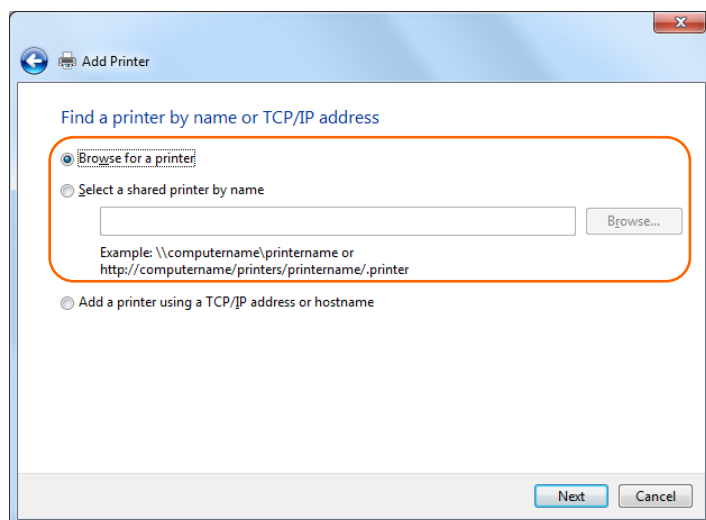 Add Printer
Find a printer by name or TCP/IP address
Browse for a printer
Select a shared printer by name
Browse...
Example: \\computername\printername or
http://computername/printers/printername/.printer
Add a printer using a TCP/IP address or hostname
Next Cancel